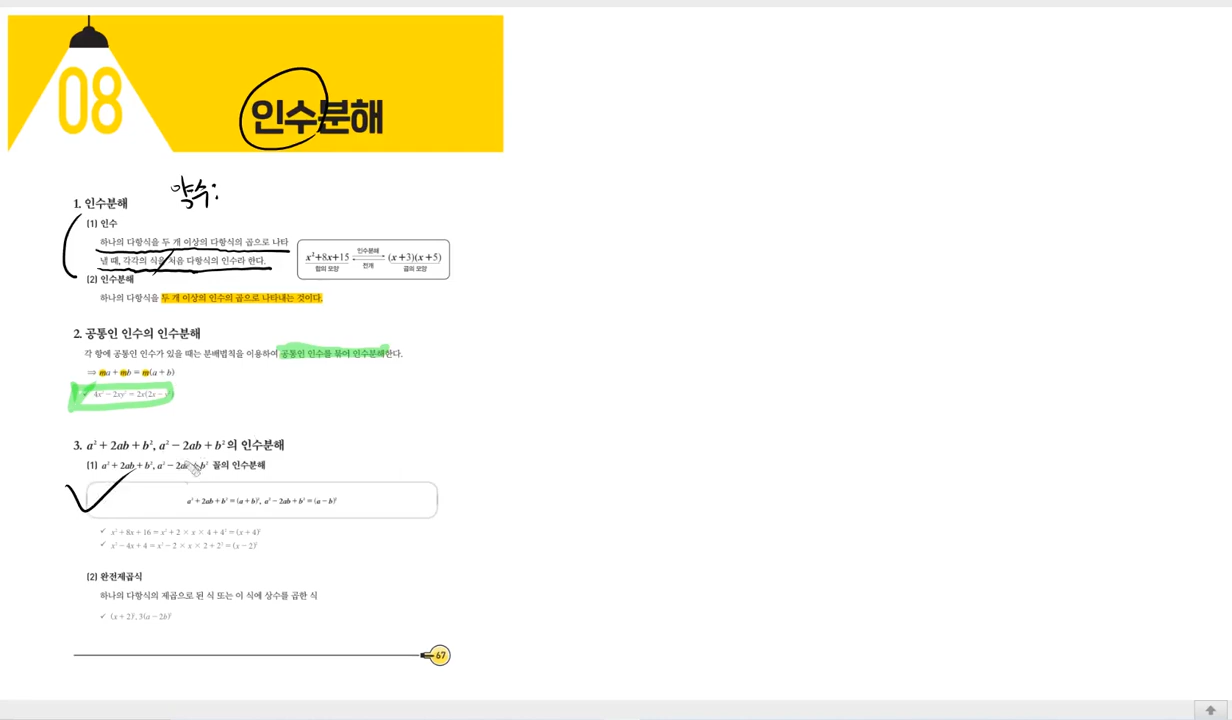 08
인수분해
약수:
1. 인수분해
(1) 인수
하나의 다항식을 두 개 이상의 다항식의 곱으로 나타
낼 때, 각각의 식을 처음 다항식의 인수라 한다.
x²+8x+15 인수분해 전개 (x+3)(x+5)
합의 모양 곱의 모양
(2) 인수분해
하나의 다항식을 두 개 이상의 인수의 곱으로 나타내는 것이다.
2. 공통인 인수의 인수분해
각 항에 공통인 인수가 있을 때는 분배법칙을 이용하여 공통인 인수를 묶어 인수분해한다.
⇒ ma+mb=m(a+b)
✓ 4x²−2xy²=2x(2x−y²)
3. a²+2ab+b², a²−2ab+b²의 인수분해
(1) a²+2ab+b², a²−2ab+b² 꼴의 인수분해
a²+2ab+b²=(a+b)², a²−2ab+b²=(a−b)²
✓ x²+8x+16=x²+2×x×4+4²=(x+4)²
✓ x²−4x+4=x²−2×x×2+2²=(x−2)²
(2) 완전제곱식
하나의 다항식의 제곱으로 된 식 또는 이 식에 상수를 곱한 식
✓ (x+2)², 3(a−2b)²
67